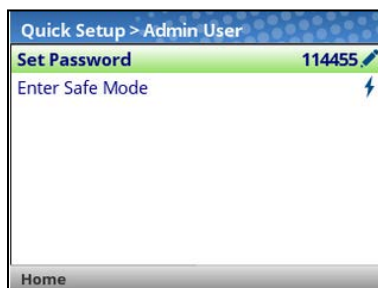 Quick Setup > Admin User
Set Password 114455
Enter Safe Mode
Home